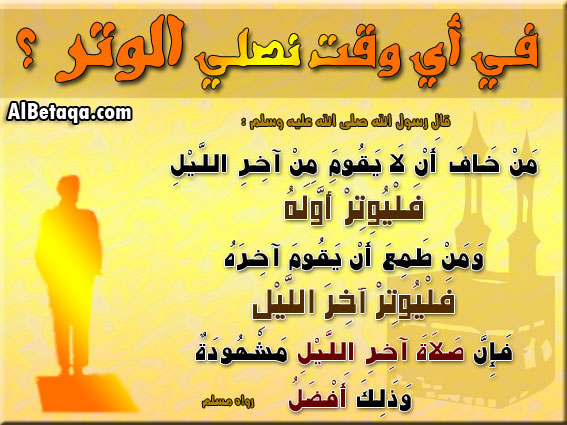 في أي وقت نصلي الوتر ؟
AlBetaqa.com
قال رسول الله صلى الله عليه وسلم :
مَنْ خَافَ أَنْ لَا يَقُومَ مِنْ آخِرِ اللَّيْلِ
فَلْيُوتِرْ أَوَّلَهُ
وَمَنْ طَمِعَ أَنْ يَقُومَ آخِرَهُ
فَلْيُوتِرْ آخِرَ اللَّيْلِ
فَإِنَّ صَلَاةَ آخِرِ اللَّيْلِ مَشْهُودَةٌ
وَذَلِكَ أَفْضَلُ
رواه مسلم